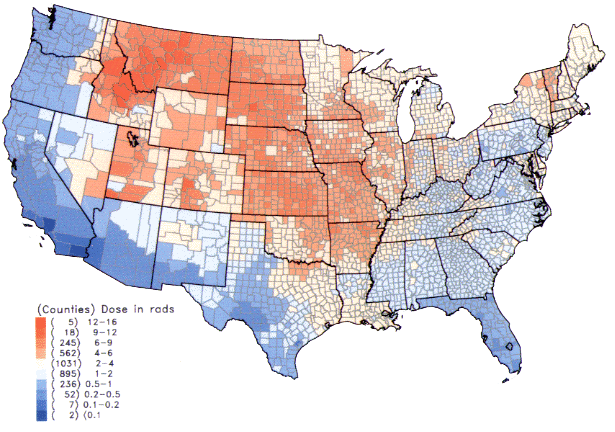 (Counties) Dose in rads
( 5) 12-16
( 18) 9-12
( 245) 6-9
( 562) 4-6
(1031) 2-4
( 895) 1-2
( 236) 0.5-1
( 52) 0.2-0.5
( 7) 0.1-0.2
( 2) (0.1